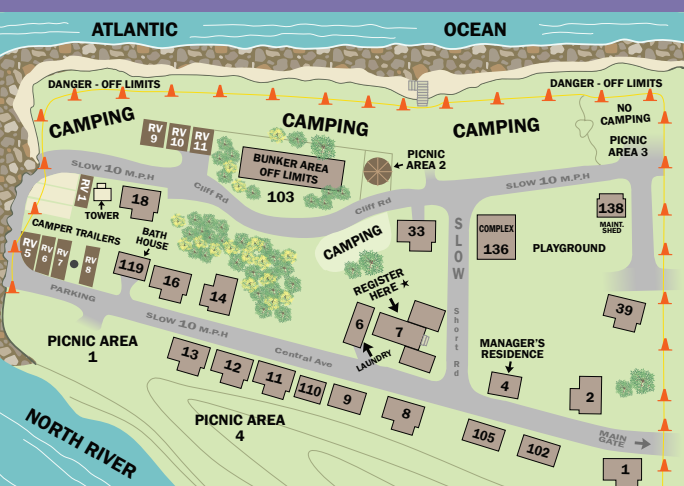 ATLANTIC OCEAN
DANGER - OFF LIMITS
DANGER - OFF LIMITS
CAMPING
CAMPING
CAMPING
NO
CAMPING
PICNIC
AREA 3
RV
9
RV
10
RV
11
BUNKER AREA
OFF LIMITS
103
PICNIC
AREA 2
SLOW 10 M.P.H
Cliff Rd
Cliff Rd
SLOW 10 M.P.H
RV 1
TOWER
18
138
MAINT.
SHED
CAMPER TRAILERS
BATH
HOUSE
CAMPING
33
SLOW
COMPLEX
136
PLAYGROUND
RV
5
RV
6
RV
7
RV
8
119
16
14
REGISTER
HERE ★
PARKING
SLOW 10 M.P.H
6
7
Short Rd
39
LAUNDRY
PICNIC AREA
1
MANAGER'S
RESIDENCE
13
12
11
110
9
8
Central Ave
4
2
PICNIC AREA
4
105
102
MAIN
GATE
1
NORTH RIVER